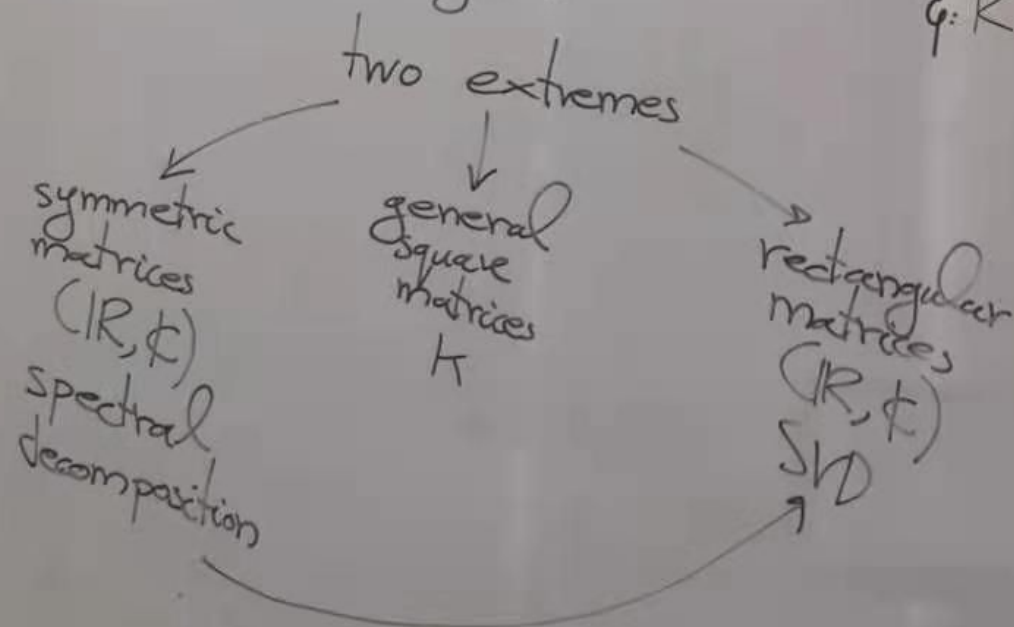 φ: K
two extremes
symmetric
matrices
(ℝ, ℂ)
spectral
decomposition
general
square
matrices
k
rectangular
matrices
(ℝ, ℂ)
SVD